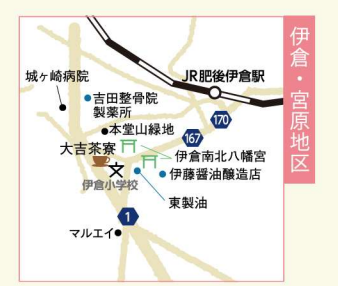 伊倉・宮原地区
城ヶ崎病院
JR肥後伊倉駅
吉田整骨院
製薬所
170
本堂山緑地
167
大吉茶寮
伊倉南北八幡宮
伊藤醤油醸造店
伊倉小学校
東製油
1
マルエイ